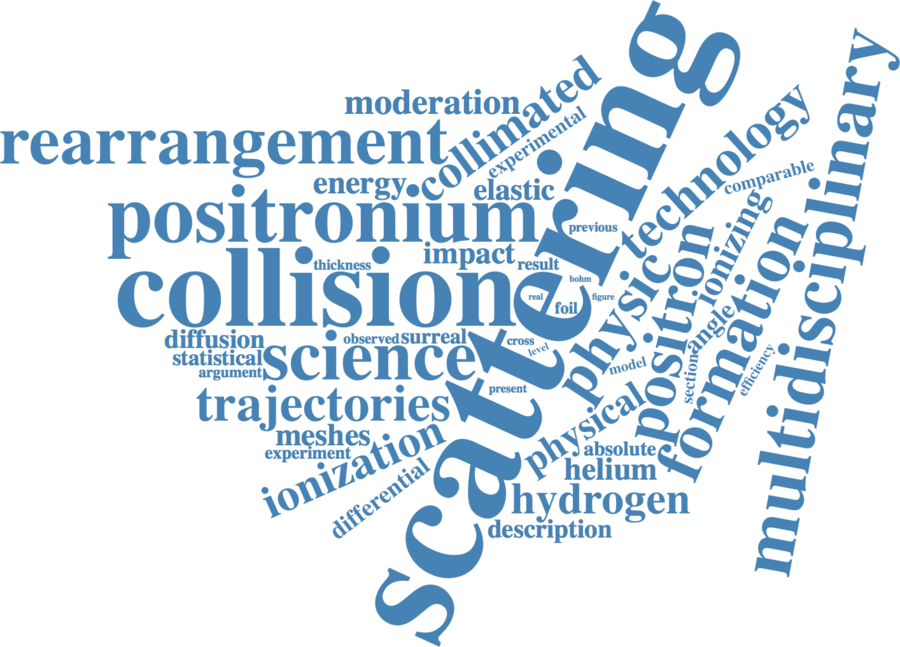 scattering
multidisciplinary
moderation
collimated
technology
rearrangement
experimental
comparable
energy
elastic
positronium
ionizing
previous
impact
physic
positron
formation
collision
thickness
result
bohm
real
figure
foil
angle
diffusion
observed
surreal
cross
level
statistical
science
model
section
efficiency
argument
present
trajectories
physical
meshes
ionization
absolute
experiment
helium
differential
hydrogen
description